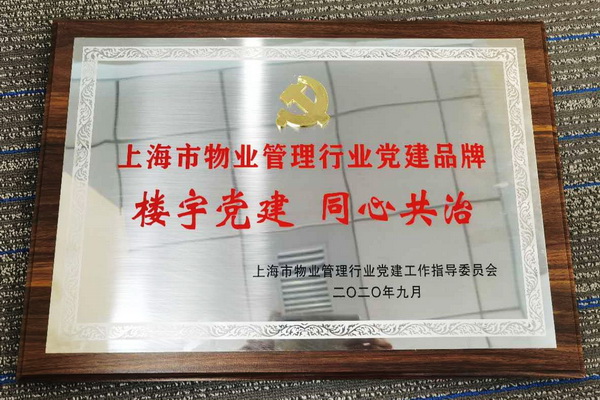 上海市物业管理行业党建品牌
楼宇党建 同心共治
上海市物业管理行业党建工作指导委员会
二〇二〇年九月